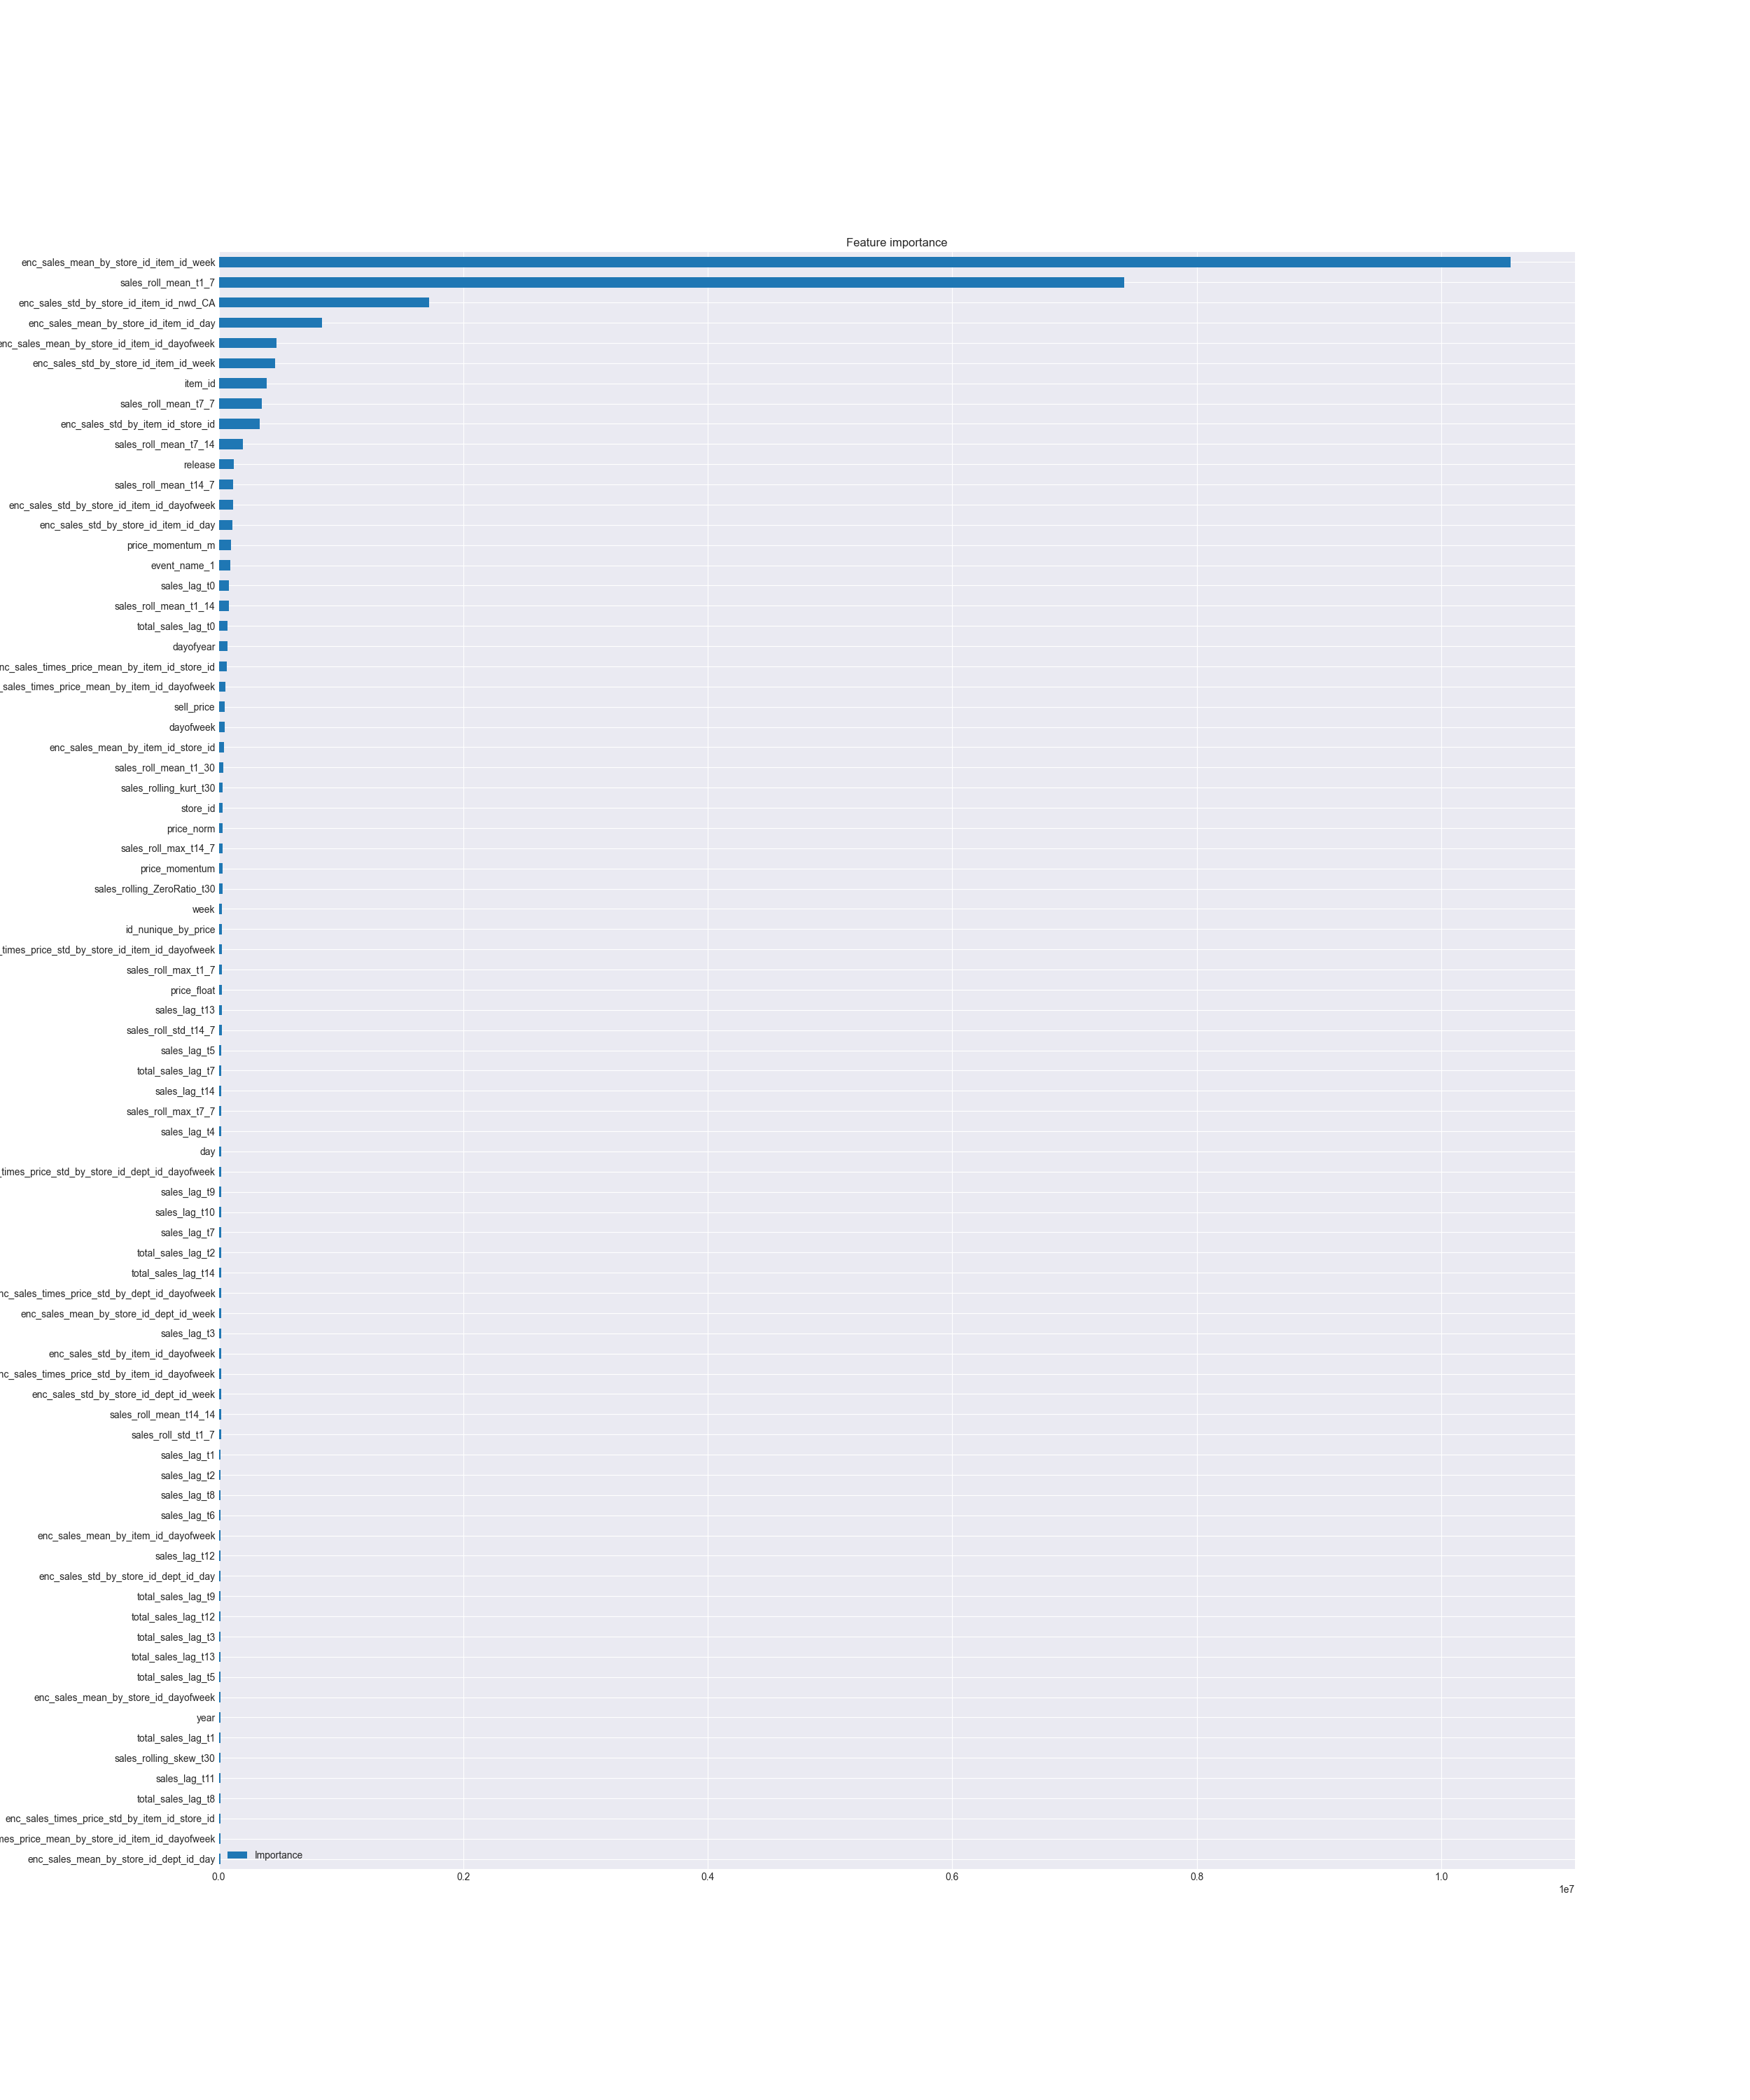 Feature importance
enc_sales_mean_by_store_id_item_id_week
sales_roll_mean_t1_7
enc_sales_std_by_store_id_item_id_nwd_CA
enc_sales_mean_by_store_id_item_id_day
enc_sales_mean_by_store_id_item_id_dayofweek
enc_sales_std_by_store_id_item_id_week
item_id
sales_roll_mean_t7_7
enc_sales_std_by_item_id_store_id
sales_roll_mean_t7_14
release
sales_roll_mean_t14_7
enc_sales_std_by_store_id_item_id_dayofweek
enc_sales_std_by_store_id_item_id_day
price_momentum_m
event_name_1
sales_lag_t0
sales_roll_mean_t1_14
total_sales_lag_t0
dayofyear
nc_sales_times_price_mean_by_item_id_store_id
_sales_times_price_mean_by_item_id_dayofweek
sell_price
dayofweek
enc_sales_mean_by_item_id_store_id
sales_roll_mean_t1_30
sales_rolling_kurt_t30
store_id
price_norm
sales_roll_max_t14_7
price_momentum
sales_rolling_ZeroRatio_t30
week
id_nunique_by_price
_times_price_std_by_store_id_item_id_dayofweek
sales_roll_max_t1_7
price_float
sales_lag_t13
sales_roll_std_t14_7
sales_lag_t5
total_sales_lag_t7
sales_lag_t14
sales_roll_max_t7_7
sales_lag_t4
day
_times_price_std_by_store_id_dept_id_dayofweek
sales_lag_t9
sales_lag_t10
sales_lag_t7
total_sales_lag_t2
total_sales_lag_t14
nc_sales_times_price_std_by_dept_id_dayofweek
enc_sales_mean_by_store_id_dept_id_week
sales_lag_t3
enc_sales_std_by_item_id_dayofweek
nc_sales_times_price_std_by_item_id_dayofweek
enc_sales_std_by_store_id_dept_id_week
sales_roll_mean_t14_14
sales_roll_std_t1_7
sales_lag_t1
sales_lag_t2
sales_lag_t8
sales_lag_t6
enc_sales_mean_by_item_id_dayofweek
sales_lag_t12
enc_sales_std_by_store_id_dept_id_day
total_sales_lag_t9
total_sales_lag_t12
total_sales_lag_t3
total_sales_lag_t13
total_sales_lag_t5
enc_sales_mean_by_store_id_dayofweek
year
total_sales_lag_t1
sales_rolling_skew_t30
sales_lag_t11
total_sales_lag_t8
enc_sales_times_price_std_by_item_id_store_id
mes_price_mean_by_store_id_item_id_dayofweek
enc_sales_mean_by_store_id_dept_id_day
Importance
0.0 0.2 0.4 0.6 0.8 1.0
1e7